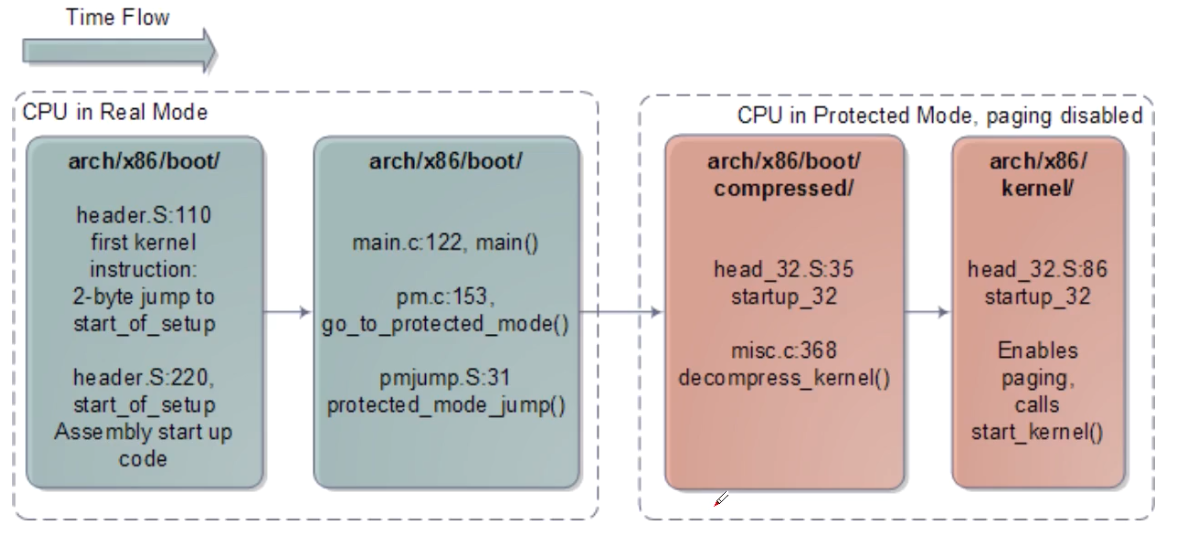 Time Flow
CPU in Real Mode
arch/x86/boot/
header.S:110
first kernel
instruction:
2-byte jump to
start_of_setup
header.S:220,
start_of_setup
Assembly start up
code
arch/x86/boot/
main.c:122, main()
pm.c:153,
go_to_protected_mode()
pmjump.S:31
protected_mode_jump()
CPU in Protected Mode, paging disabled
arch/x86/boot/
compressed/
head_32.S:35
startup_32
misc.c:368
decompress_kernel()
arch/x86/
kernel/
head_32.S:86
startup_32
Enables
paging,
calls
start_kernel()